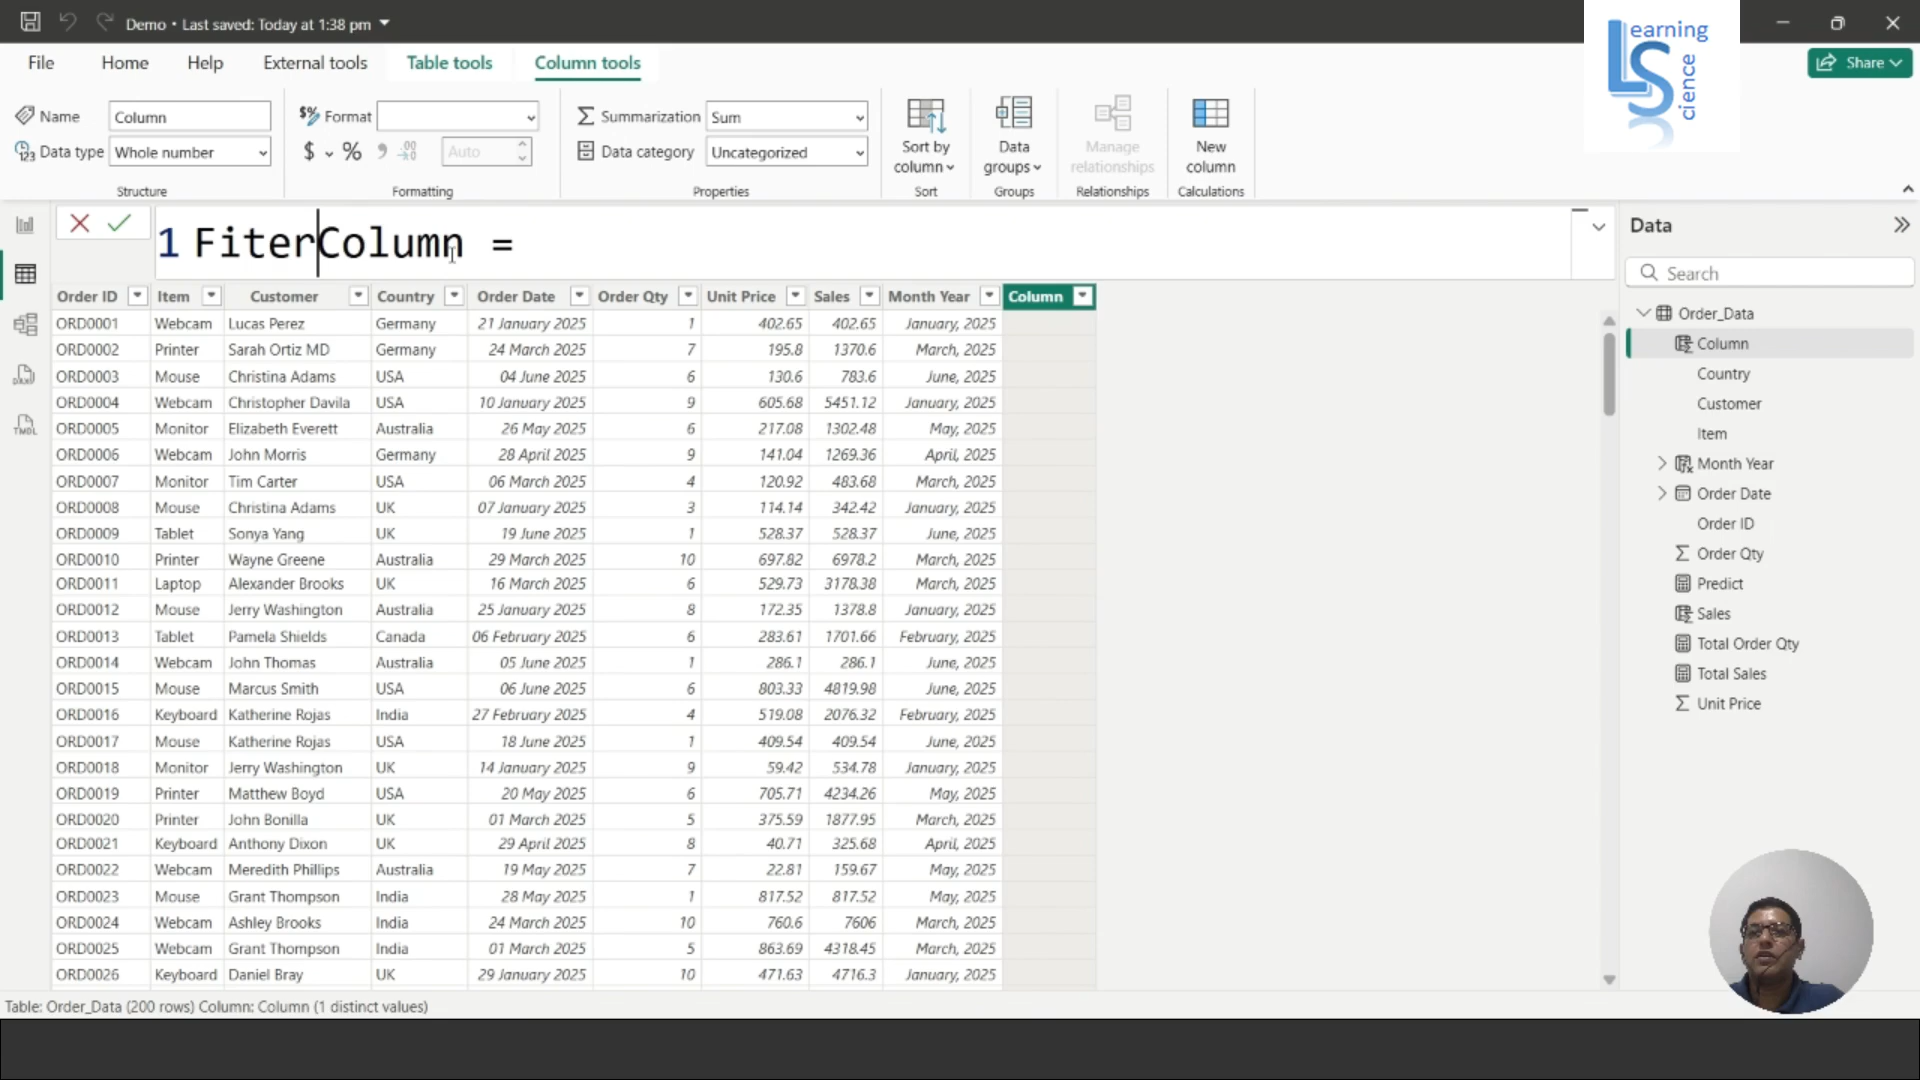 Demo • Last saved: Today at 1:38 pm
Learning Science
File Home Help External tools Table tools Column tools Share
Name Column Format Summarization Sum Sort by column Data groups Manage relationships New column
Data type Whole number $ % Auto Data category Uncategorized
Structure Formatting Properties Sort Groups Relationships Calculations
1 FiterColumn =
Order ID Item Customer Country Order Date Order Qty Unit Price Sales Month Year Column
ORD0001 Webcam Lucas Perez Germany 21 January 2025 1 402.65 402.65 January, 2025
ORD0002 Printer Sarah Ortiz MD Germany 24 March 2025 7 195.8 1370.6 March, 2025
ORD0003 Mouse Christina Adams USA 04 June 2025 6 130.6 783.6 June, 2025
ORD0004 Webcam Christopher Davila USA 10 January 2025 9 605.68 5451.12 January, 2025
ORD0005 Monitor Elizabeth Everett Australia 26 May 2025 6 217.08 1302.48 May, 2025
ORD0006 Webcam John Morris Germany 28 April 2025 9 141.04 1269.36 April, 2025
ORD0007 Monitor Tim Carter USA 06 March 2025 4 120.92 483.68 March, 2025
ORD0008 Mouse Christina Adams UK 07 January 2025 3 114.14 342.42 January, 2025
ORD0009 Tablet Sonya Yang UK 19 June 2025 1 528.37 528.37 June, 2025
ORD0010 Printer Wayne Greene Australia 29 March 2025 10 697.82 6978.2 March, 2025
ORD0011 Laptop Alexander Brooks UK 16 March 2025 6 529.73 3178.38 March, 2025
ORD0012 Mouse Jerry Washington Australia 25 January 2025 8 172.35 1378.8 January, 2025
ORD0013 Tablet Pamela Shields Canada 06 February 2025 6 283.61 1701.66 February, 2025
ORD0014 Webcam John Thomas Australia 05 June 2025 1 286.1 286.1 June, 2025
ORD0015 Mouse Marcus Smith USA 06 June 2025 6 803.33 4819.98 June, 2025
ORD0016 Keyboard Katherine Rojas India 27 February 2025 4 519.08 2076.32 February, 2025
ORD0017 Mouse Katherine Rojas USA 18 June 2025 1 409.54 409.54 June, 2025
ORD0018 Monitor Jerry Washington UK 14 January 2025 9 59.42 534.78 January, 2025
ORD0019 Printer Matthew Boyd USA 20 May 2025 6 705.71 4234.26 May, 2025
ORD0020 Printer John Bonilla UK 01 March 2025 5 375.59 1877.95 March, 2025
ORD0021 Keyboard Anthony Dixon UK 29 April 2025 8 40.71 325.68 April, 2025
ORD0022 Webcam Meredith Phillips Australia 19 May 2025 7 22.81 159.67 May, 2025
ORD0023 Mouse Grant Thompson India 28 May 2025 1 817.52 817.52 May, 2025
ORD0024 Webcam Ashley Brooks India 24 March 2025 10 760.6 7606 March, 2025
ORD0025 Webcam Grant Thompson India 01 March 2025 5 863.69 4318.45 March, 2025
ORD0026 Keyboard Daniel Bray UK 29 January 2025 10 471.63 4716.3 January, 2025
Table: Order_Data (200 rows) Column: Column (1 distinct values)
Data
Search
Order_Data
Column
Country
Customer
Item
Month Year
Order Date
Order ID
Order Qty
Predict
Sales
Total Order Qty
Total Sales
Unit Price